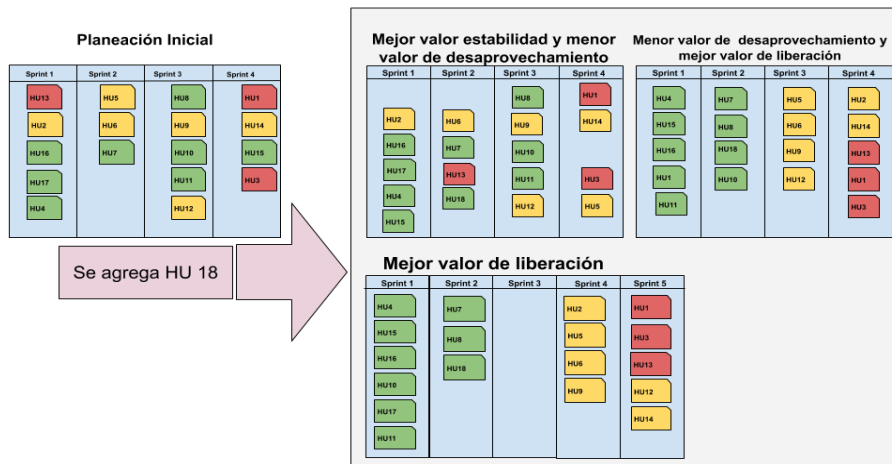 Planeación Inicial
Sprint 1 Sprint 2 Sprint 3 Sprint 4
HU13 HU5 HU8 HU1
HU2 HU6 HU9 HU14
HU16 HU7 HU10 HU15
HU17 HU11 HU3
HU4 HU12
Se agrega HU 18
Mejor valor estabilidad y menor
valor de desaprovechamiento
Sprint 1 Sprint 2 Sprint 3 Sprint 4
HU8 HU1
HU2 HU6 HU9 HU14
HU16 HU7 HU10
HU17 HU13 HU11 HU3
HU4 HU18 HU12 HU5
HU15
Menor valor de desaprovechamiento y
mejor valor de liberación
Sprint 1 Sprint 2 Sprint 3 Sprint 4
HU4 HU7 HU5 HU2
HU15 HU8 HU6 HU14
HU16 HU18 HU9 HU13
HU1 HU10 HU12 HU1
HU11 HU3
Mejor valor de liberación
Sprint 1 Sprint 2 Sprint 3 Sprint 4 Sprint 5
HU4 HU7 HU2 HU1
HU15 HU8 HU5 HU3
HU16 HU18 HU6 HU13
HU10 HU9 HU12
HU17 HU14
HU11